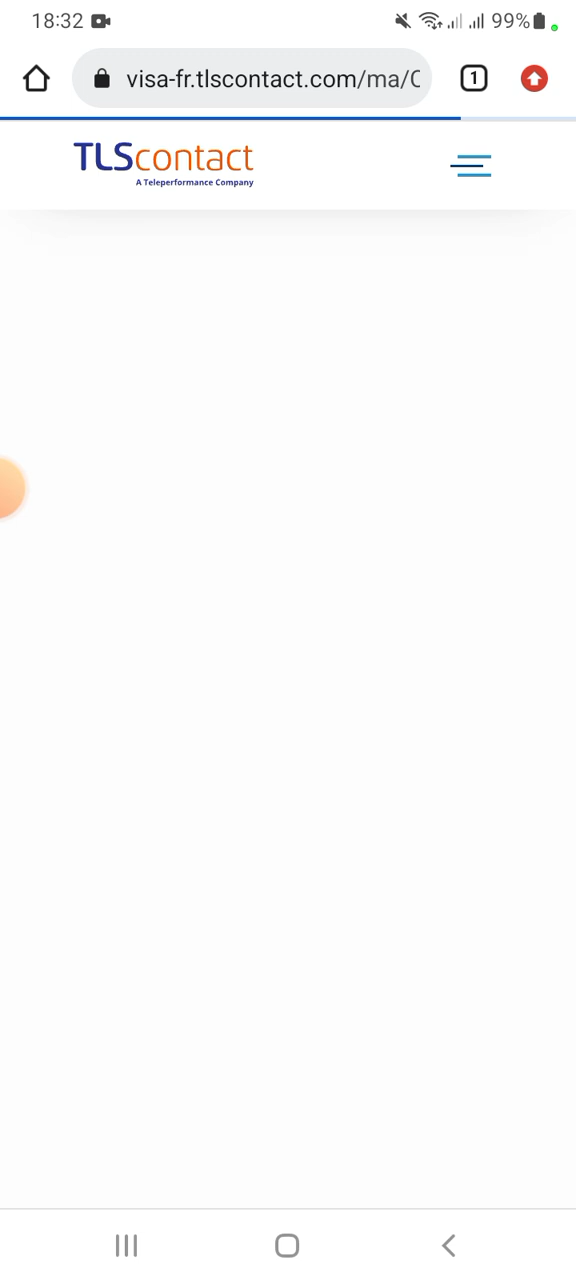 18:32
99%
visa-fr.tlscontact.com/ma/
1
TLScontact
A Teleperformance Company